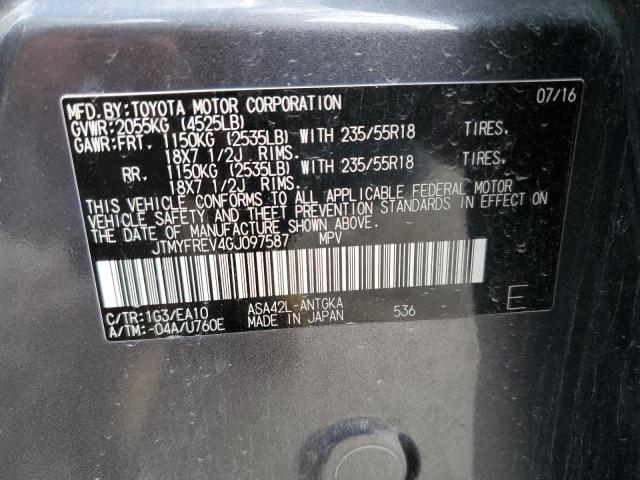 MFD.BY:TOYOTA MOTOR CORPORATION 07/16
GVWR:2055KG (4525LB)
GAWR:FRT. 1150KG (2535LB) WITH 235/55R18 TIRES.
18X7 1/2J RIMS.
RR. 1150KG (2535LB) WITH 235/55R18 TIRES.
18X7 1/2J RIMS.
THIS VEHICLE CONFORMS TO ALL APPLICABLE FEDERAL MOTOR
VEHICLE SAFETY AND THEFT PREVENTION STANDARDS IN EFFECT ON
THE DATE OF MANUFACTURE SHOWN ABOVE.
JTMYFREV4GJ097587 MPV
C/TR:1G3/EA10 ASA42L-ANTGKA E
A/TM:-04A/U760E MADE IN JAPAN 536